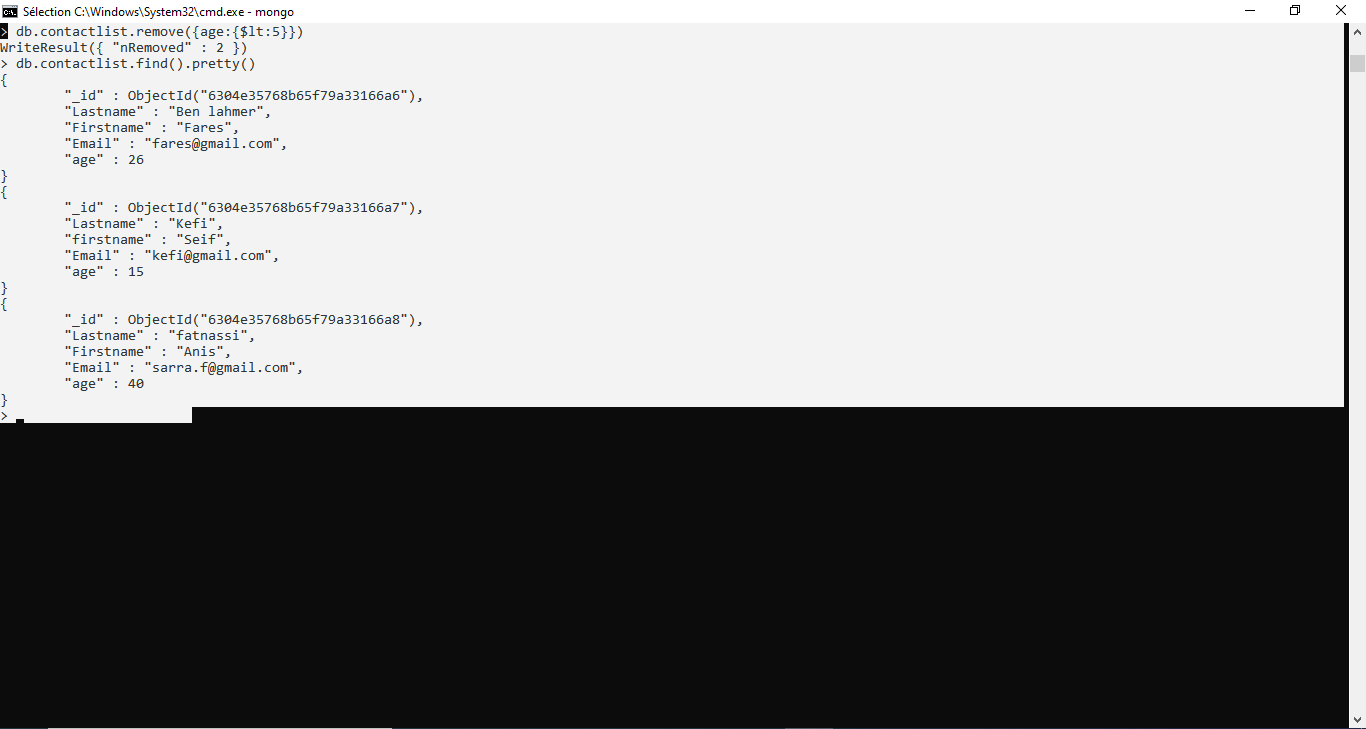 Sélection C:\Windows\System32\cmd.exe - mongo
> db.contactlist.remove({age:{$lt:5}})
WriteResult({ "nRemoved" : 2 })
> db.contactlist.find().pretty()
{
        "_id" : ObjectId("6304e35768b65f79a33166a6"),
        "Lastname" : "Ben lahmer",
        "Firstname" : "Fares",
        "Email" : "fares@gmail.com",
        "age" : 26
}
{
        "_id" : ObjectId("6304e35768b65f79a33166a7"),
        "Lastname" : "Kefi",
        "firstname" : "Seif",
        "Email" : "kefi@gmail.com",
        "age" : 15
}
{
        "_id" : ObjectId("6304e35768b65f79a33166a8"),
        "Lastname" : "fatnassi",
        "Firstname" : "Anis",
        "Email" : "sarra.f@gmail.com",
        "age" : 40
}
>